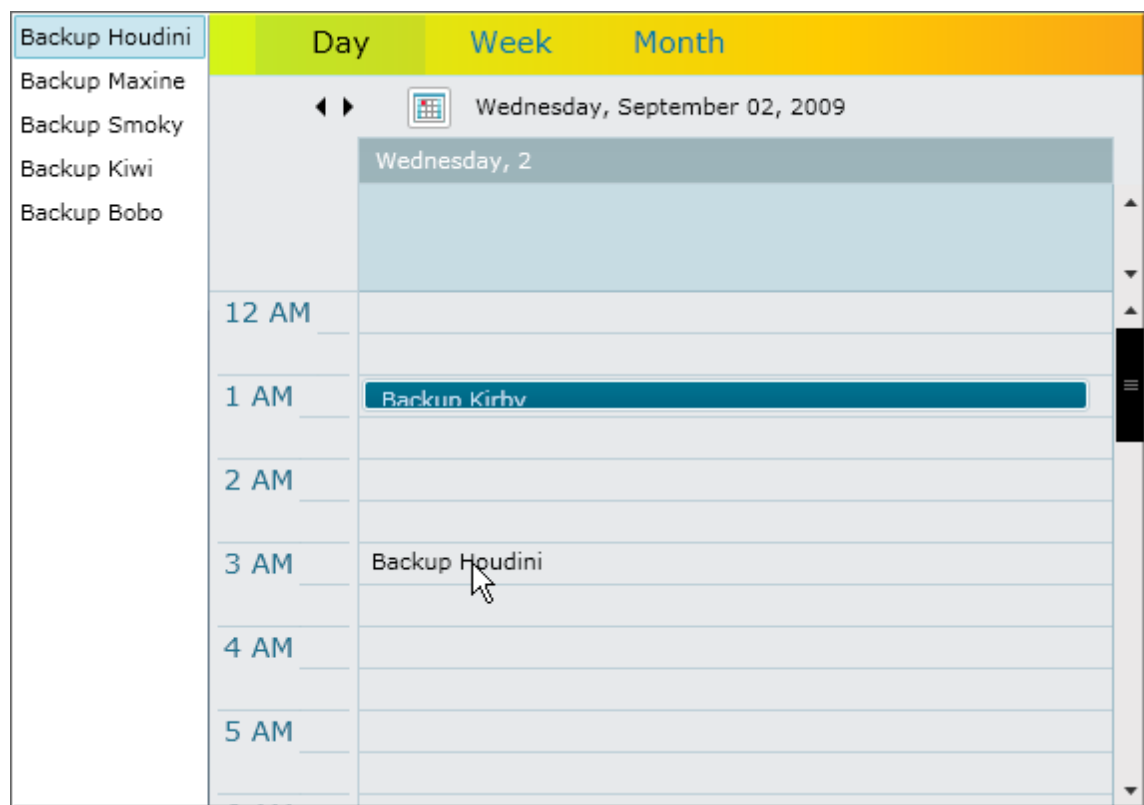 Backup Houdini
Backup Maxine
Backup Smoky
Backup Kiwi
Backup Bobo
Day Week Month
Wednesday, September 02, 2009
Wednesday, 2
12 AM
1 AM Backup Kirby
2 AM
3 AM Backup Houdini
4 AM
5 AM